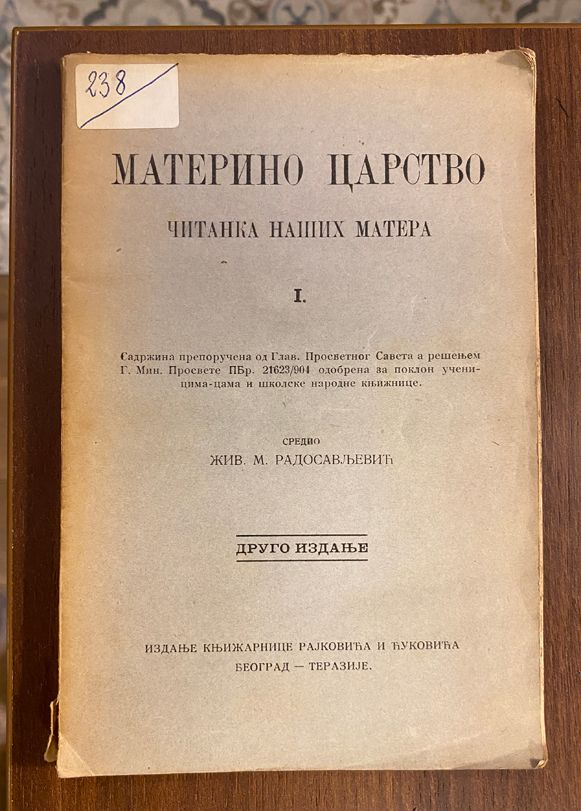 238
МАТЕРИНО ЦАРСТВО
ЧИТАНКА НАШИХ МАТЕРА
I.
Садржина препоручена од Глав. Просветног Савета а решењем
Г. Мин. Просвете ПБр. 21623/904 одобрена за поклон учени-
цима-цама и школске народне књижнице.
СРЕДИО
ЖИВ. М. РАДОСАВЉЕВИЋ
ДРУГО ИЗДАЊЕ
ИЗДАЊЕ КЊИЖАРНИЦЕ РАЈКОВИЋА И ЋУКОВИЋА
БЕОГРАД — ТЕРАЗИЈЕ.